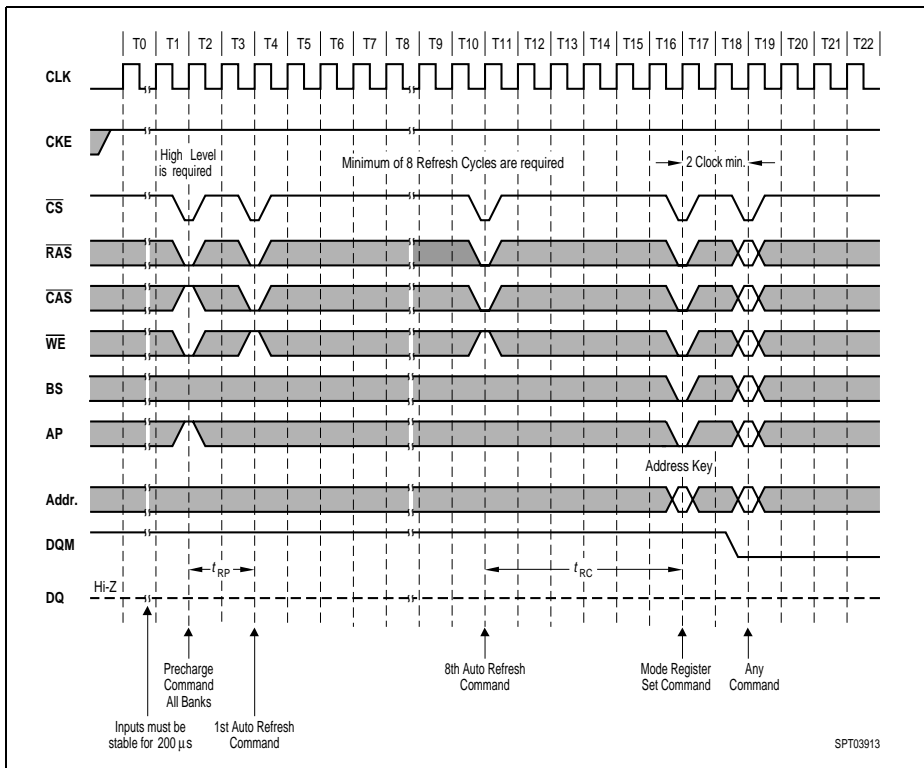 T0 T1 T2 T3 T4 T5 T6 T7 T8 T9 T10 T11 T12 T13 T14 T15 T16 T17 T18 T19 T20 T21 T22
CLK
CKE
High Level
is required
Minimum of 8 Refresh Cycles are required
2 Clock min.
CS
RAS
CAS
WE
BS
AP
Address Key
Addr.
DQM
tRP
tRC
Hi-Z
DQ
Precharge
Command
All Banks
8th Auto Refresh
Command
Mode Register
Set Command
Any
Command
Inputs must be
stable for 200 µs
1st Auto Refresh
Command
SPT03913